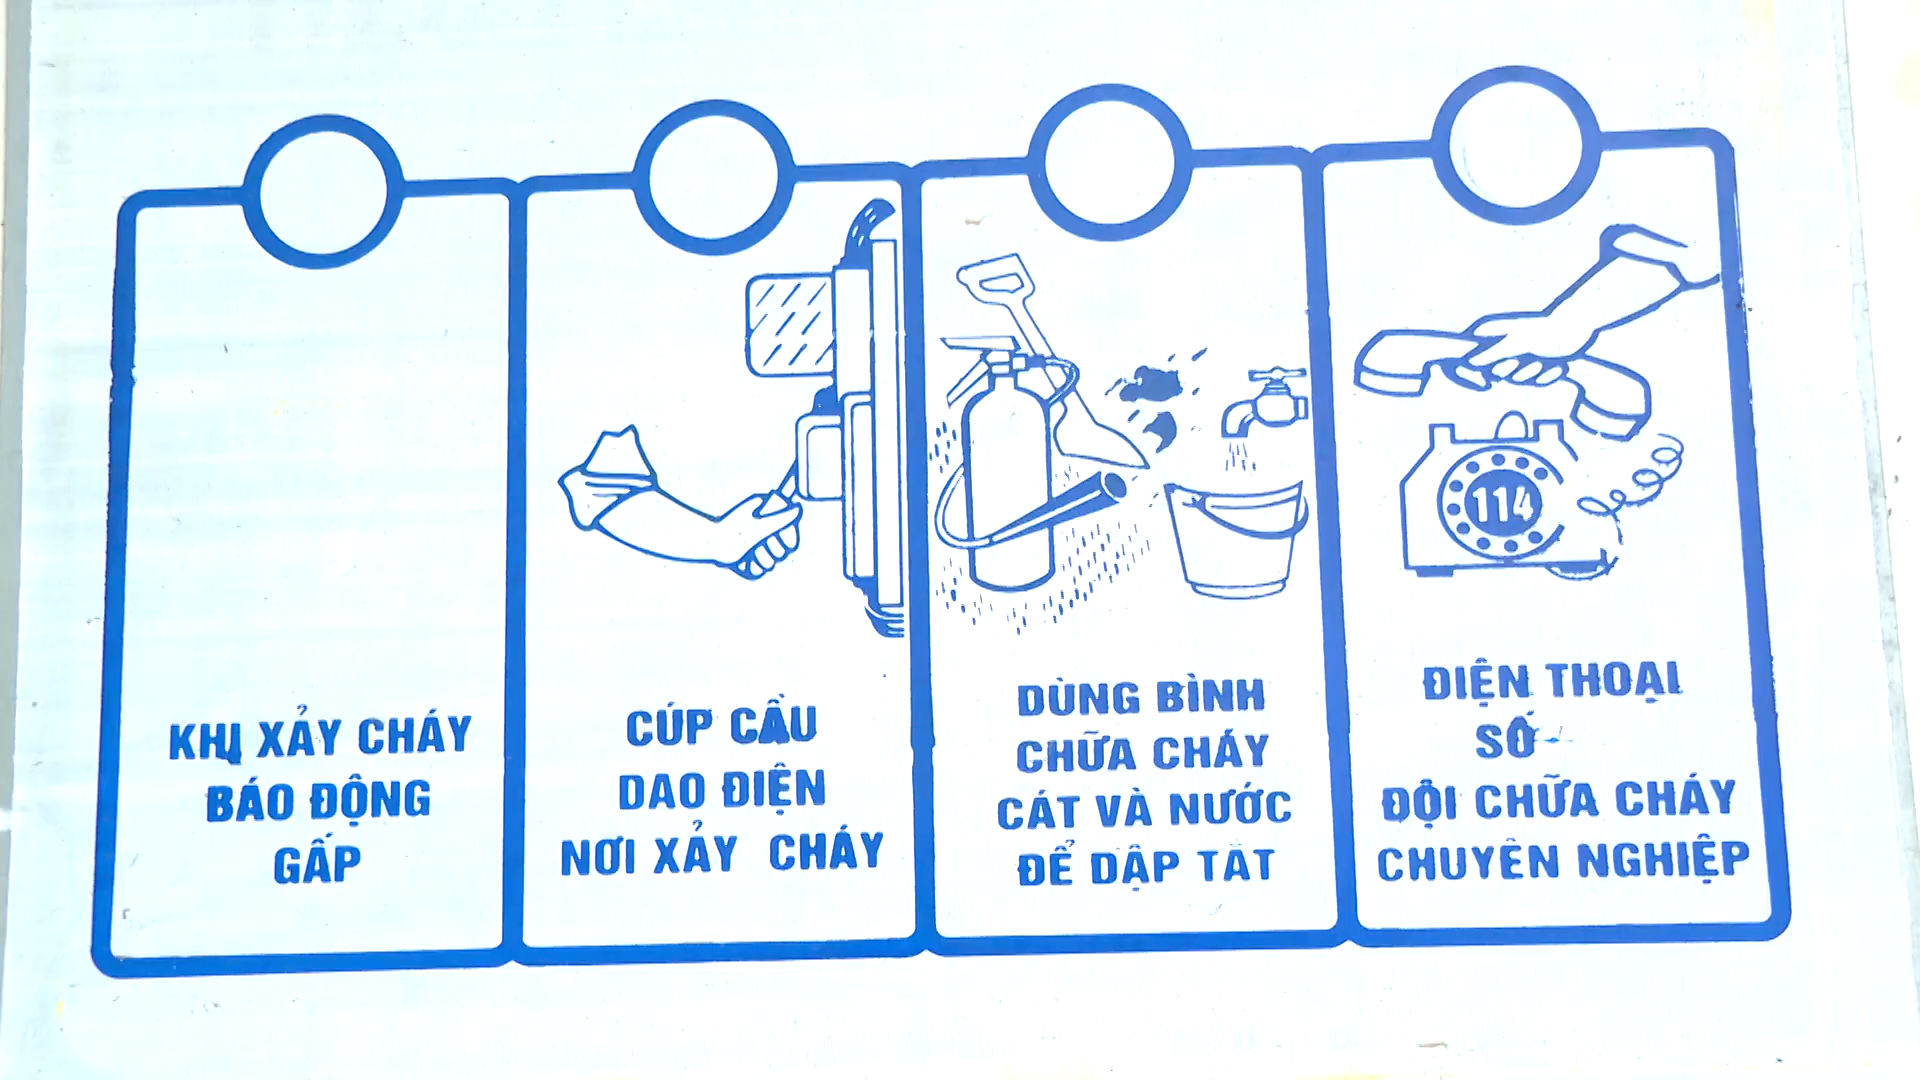 KHI XẢY CHÁY
BÁO ĐỘNG
GẤP
CÚP CẦU
DAO ĐIỆN
NƠI XẢY CHÁY
DÙNG BÌNH
CHỮA CHÁY
CÁT VÀ NƯỚC
ĐỂ DẬP TẮT
114
ĐIỆN THOẠI
SỐ
ĐỘI CHỮA CHÁY
CHUYÊN NGHIỆP